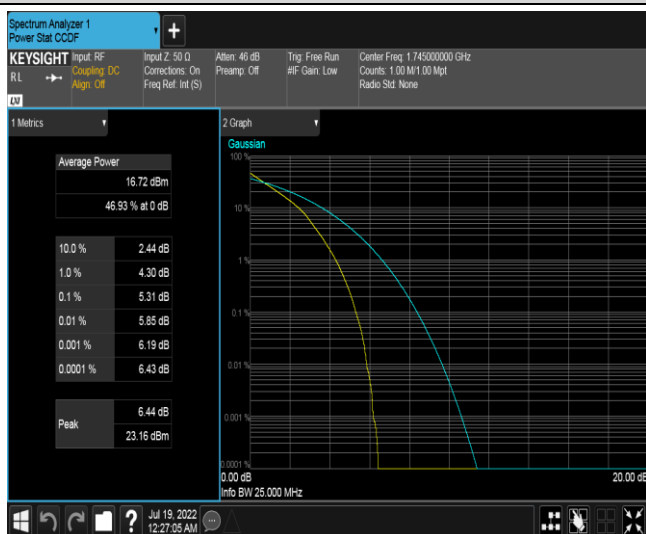 Spectrum Analyzer 1
Power Stat CCDF
+
KEYSIGHT
RL
LXI
Input: RF
Coupling: DC
Align: Off
Input Z: 50 Ω
Corrections: On
Freq Ref: Int (S)
Atten: 46 dB
Preamp: Off
Trig: Free Run
#IF Gain: Low
Center Freq: 1.745000000 GHz
Counts: 1.00 M/1.00 Mpt
Radio Std: None
1 Metrics
Average Power
16.72 dBm
46.93 % at 0 dB
10.0 % 2.44 dB
1.0 % 4.30 dB
0.1 % 5.31 dB
0.01 % 5.85 dB
0.001 % 6.19 dB
0.0001 % 6.43 dB
Peak
6.44 dB
23.16 dBm
2 Graph
Gaussian
100 %
10 %
1 %
0.1 %
0.01 %
0.001 %
0.0001 %
0.00 dB 20.00 dB
Info BW 25.000 MHz
? Jul 19, 2022
12:27:05 AM